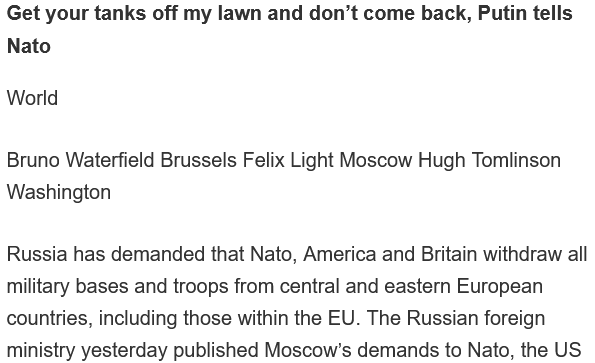 Get your tanks off my lawn and don’t come back, Putin tells
Nato
World
Bruno Waterfield Brussels Felix Light Moscow Hugh Tomlinson
Washington
Russia has demanded that Nato, America and Britain withdraw all
military bases and troops from central and eastern European
countries, including those within the EU. The Russian foreign
ministry yesterday published Moscow’s demands to Nato, the US